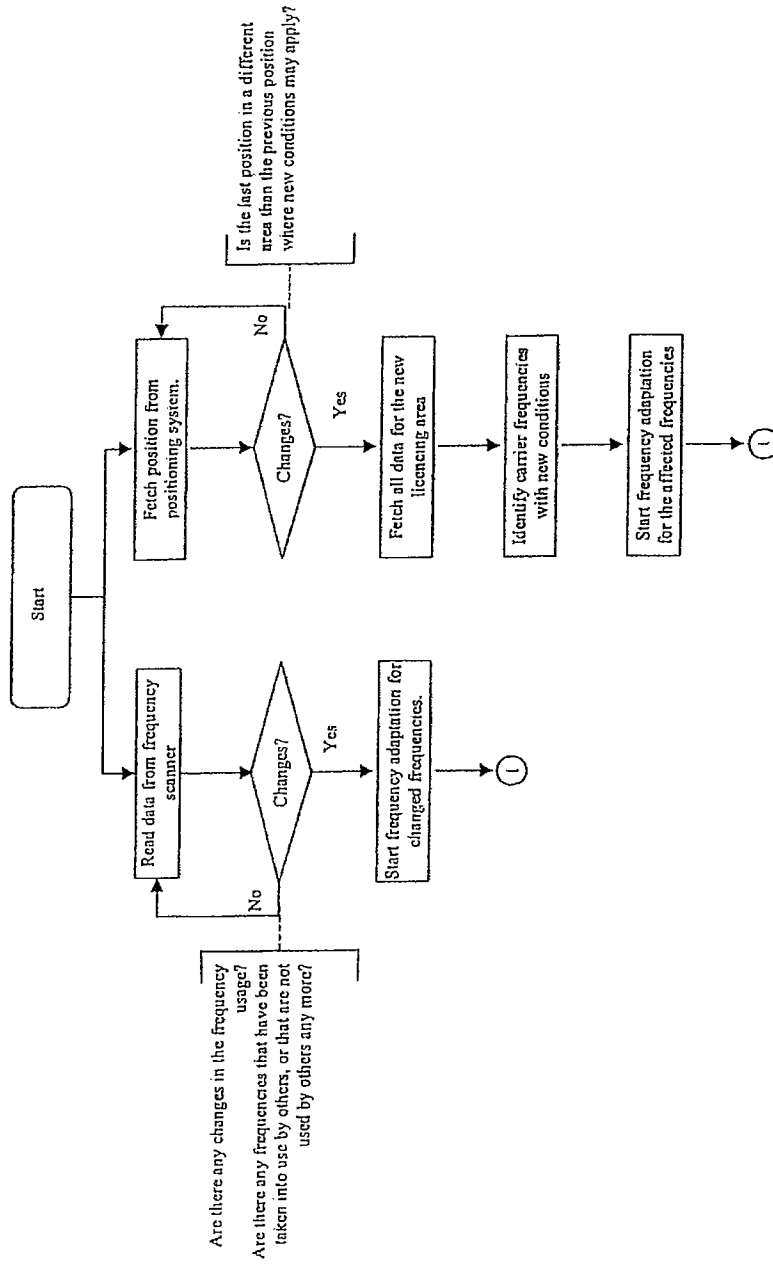 Start
Read data from frequency
scanner
Changes?
No
Yes
Are there any changes in the frequency
usage?
Are there any frequencies that have been
taken into use by others, or that are not
used by others any more?
Start frequency adaptation for
changed frequencies.
1
Fetch position from
positioning system.
Changes?
No
Yes
Is the last position in a different
area than the previous position
where new conditions may apply?
Fetch all data for the new
licencing area
Identify carrier frequencies
with new conditions
Start frequency adaptation
for the affected frequencies
1